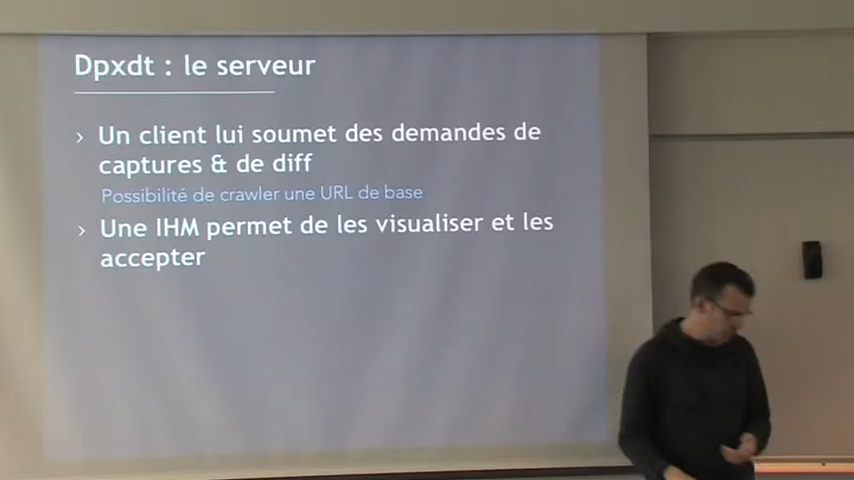 Dpxdt : le serveur
› Un client lui soumet des demandes de
captures & de diff
Possibilité de crawler une URL de base
› Une IHM permet de les visualiser et les
accepter